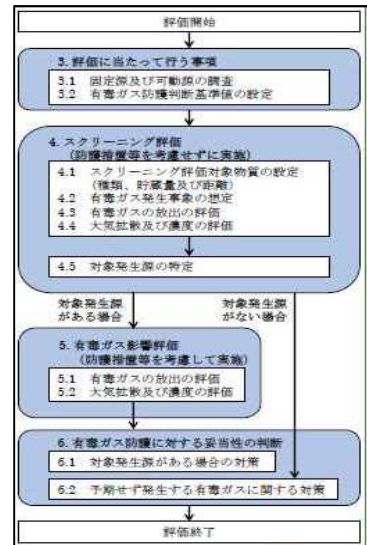 評価開始
3. 評価に当たって行う事項
3.1 固定源及び可動源の調査
3.2 有毒ガス防護判断基準値の設定
4. スクリーニング評価
(防護措置等を考慮せずに実施)
4.1 スクリーニング評価対象物質の設定
(種類、貯蔵量及び距離)
4.2 有毒ガス発生事象の想定
4.3 有毒ガスの放出の評価
4.4 大気拡散及び濃度の評価
4.5 対象発生源の特定
対象発生源
がある場合
対象発生源
がない場合
5. 有毒ガス影響評価
(防護措置等を考慮して実施)
5.1 有毒ガスの放出の評価
5.2 大気拡散及び濃度の評価
6. 有毒ガス防護に対する妥当性の判断
6.1 対象発生源がある場合の対策
6.2 予期せず発生する有毒ガスに関する対策
評価終了